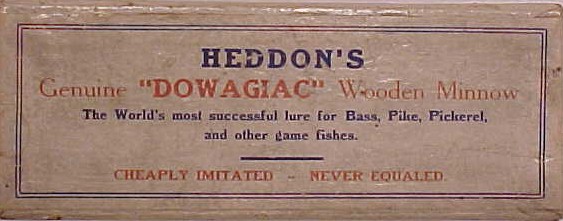 HEDDON'S
Genuine "DOWAGIAC" Wooden Minnow
The World's most successful lure for Bass, Pike, Pickerel,
and other game fishes.
CHEAPLY IMITATED - NEVER EQUALED